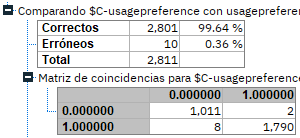 Comparando $C-usagepreference con usageprefer
Correctos 2,801 99.64 %
Erróneos 10 0.36 %
Total 2,811
Matriz de coincidencias para $C-usagepreference
0.000000 1.000000
0.000000 1,011 2
1.000000 8 1,790